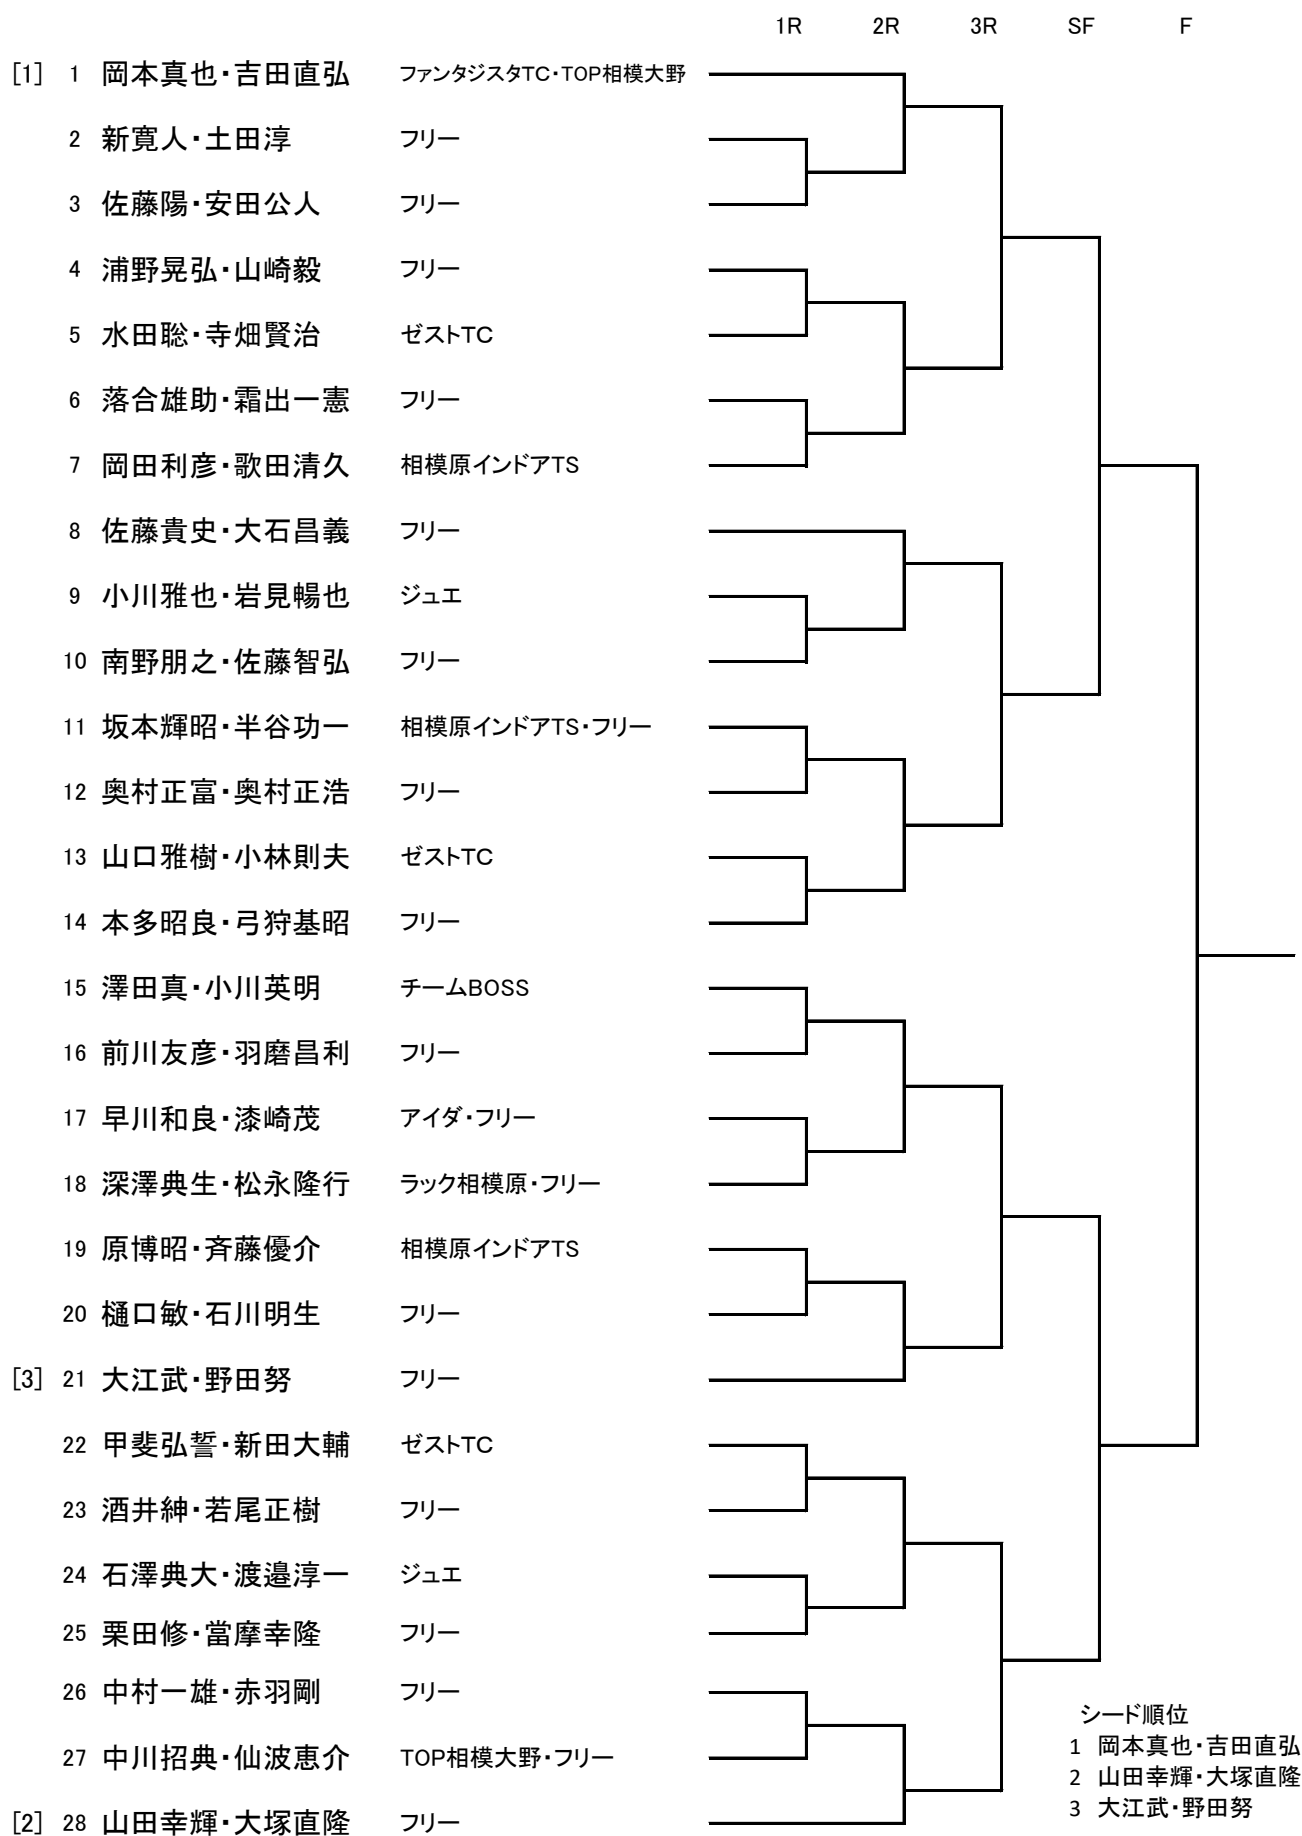 1R 2R 3R SF F
[1] 1 岡本真也・吉田直弘 ファンタジスタTC・TOP相模大野
2 新寛人・土田淳 フリー
3 佐藤陽・安田公人 フリー
4 浦野晃弘・山崎毅 フリー
5 水田聡・寺畑賢治 ゼストTC
6 落合雄助・霜出一憲 フリー
7 岡田利彦・歌田清久 相模原インドアTS
8 佐藤貴史・大石昌義 フリー
9 小川雅也・岩見暢也 ジュエ
10 南野朋之・佐藤智弘 フリー
11 坂本輝昭・半谷功一 相模原インドアTS・フリー
12 奥村正富・奥村正浩 フリー
13 山口雅樹・小林則夫 ゼストTC
14 本多昭良・弓狩基昭 フリー
15 澤田真・小川英明 チームBOSS
16 前川友彦・羽磨昌利 フリー
17 早川和良・漆崎茂 アイダ・フリー
18 深澤典生・松永隆行 ラック相模原・フリー
19 原博昭・斉藤優介 相模原インドアTS
20 樋口敏・石川明生 フリー
[3] 21 大江武・野田努 フリー
22 甲斐弘誓・新田大輔 ゼストTC
23 酒井紳・若尾正樹 フリー
24 石澤典大・渡邉淳一 ジュエ
25 栗田修・當摩幸隆 フリー
26 中村一雄・赤羽剛 フリー
27 中川招典・仙波恵介 TOP相模大野・フリー
[2] 28 山田幸輝・大塚直隆 フリー
シード順位
1 岡本真也・吉田直弘
2 山田幸輝・大塚直隆
3 大江武・野田努